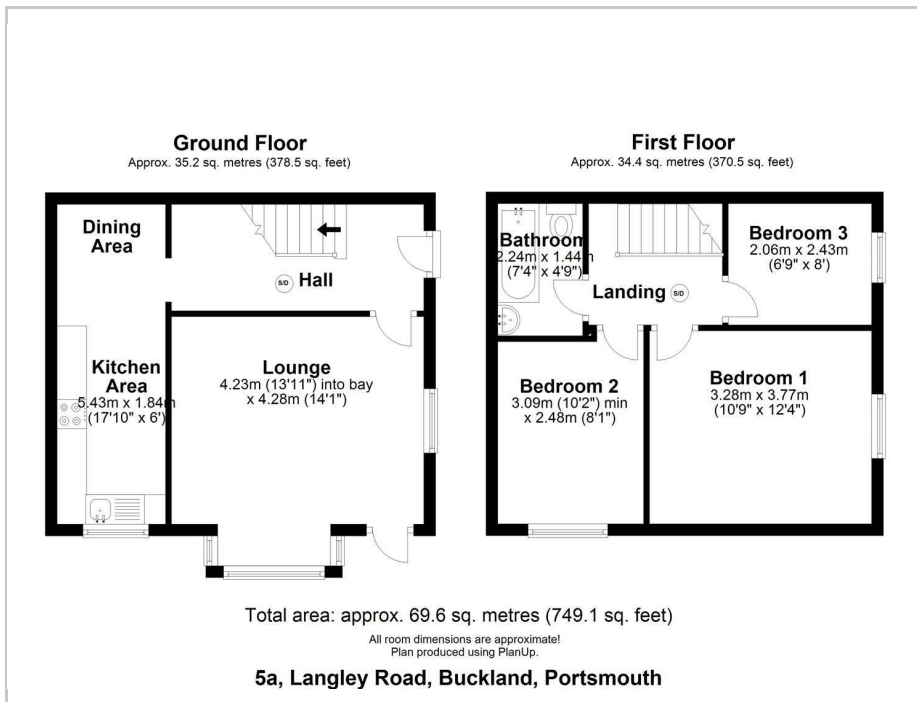 Ground Floor
Approx. 35.2 sq. metres (378.5 sq. feet)
Dining
Area
S/D Hall
Kitchen
Area
5.43m x 1.84m
(17'10" x 6')
Lounge
4.23m (13'11") into bay
x 4.28m (14'1")
First Floor
Approx. 34.4 sq. metres (370.5 sq. feet)
Bathroom
2.24m x 1.44m
(7'4" x 4'9")
Landing S/D
Bedroom 3
2.06m x 2.43m
(6'9" x 8')
Bedroom 2
3.09m (10'2") min
x 2.48m (8'1")
Bedroom 1
3.28m x 3.77m
(10'9" x 12'4")
Total area: approx. 69.6 sq. metres (749.1 sq. feet)
All room dimensions are approximate!
Plan produced using PlanUp.
5a, Langley Road, Buckland, Portsmouth